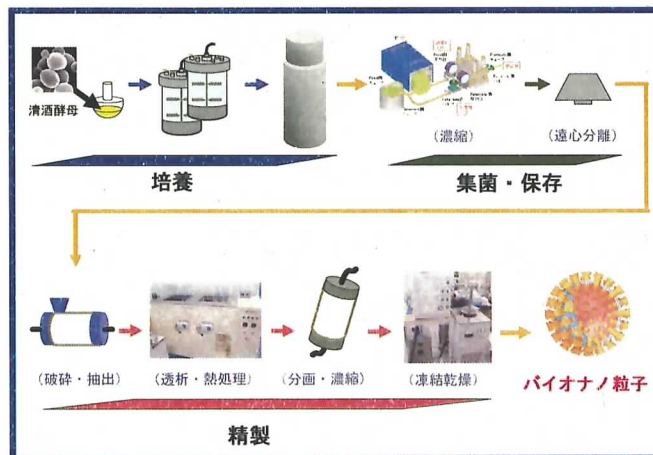 清酒酵母
(濃縮)
(遠心分離)
培養
集菌・保存
(破砕・抽出)
(透析・熱処理)
(分画・濃縮)
(凍結乾燥)
バイオナノ粒子
精製